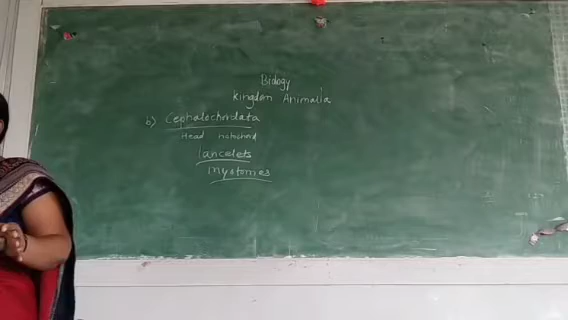 Biology
Kingdom Animalia
b) Cephalochordata
Head notochord
lancelets
myotomes